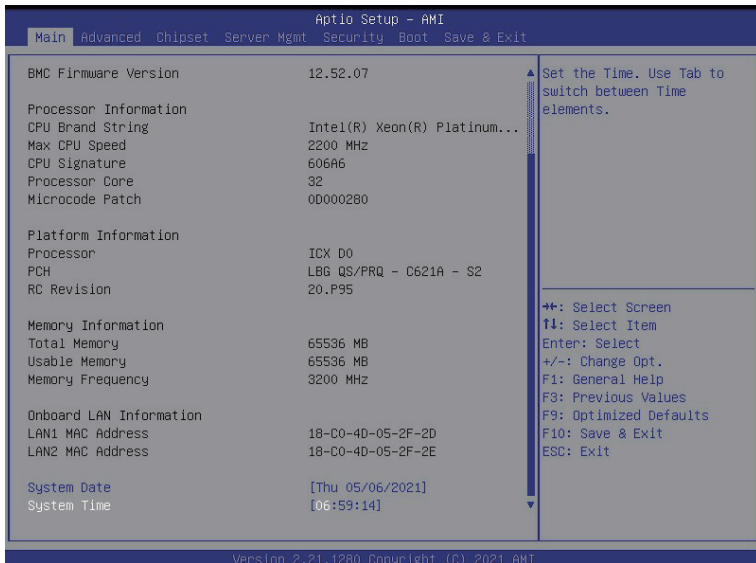 Aptio Setup - AMI
Main Advanced Chipset Server Mgmt Security Boot Save & Exit
BMC Firmware Version 12.52.07
Processor Information
CPU Brand String Intel(R) Xeon(R) Platinum...
Max CPU Speed 2200 MHz
CPU Signature 606A6
Processor Core 32
Microcode Patch 0D000280
Platform Information
Processor ICX D0
PCH LBG QS/PRQ - C621A - S2
RC Revision 20.P95
Memory Information
Total Memory 65536 MB
Usable Memory 65536 MB
Memory Frequency 3200 MHz
Onboard LAN Information
LAN1 MAC Address 18-C0-4D-05-2F-2D
LAN2 MAC Address 18-C0-4D-05-2F-2E
System Date [Thu 05/06/2021]
System Time [06:59:14]
Set the Time. Use Tab to
switch between Time
elements.
→←: Select Screen
↑↓: Select Item
Enter: Select
+/-: Change Opt.
F1: General Help
F3: Previous Values
F9: Optimized Defaults
F10: Save & Exit
ESC: Exit
Version 2.21.1280 Copyright (C) 2021 AMI